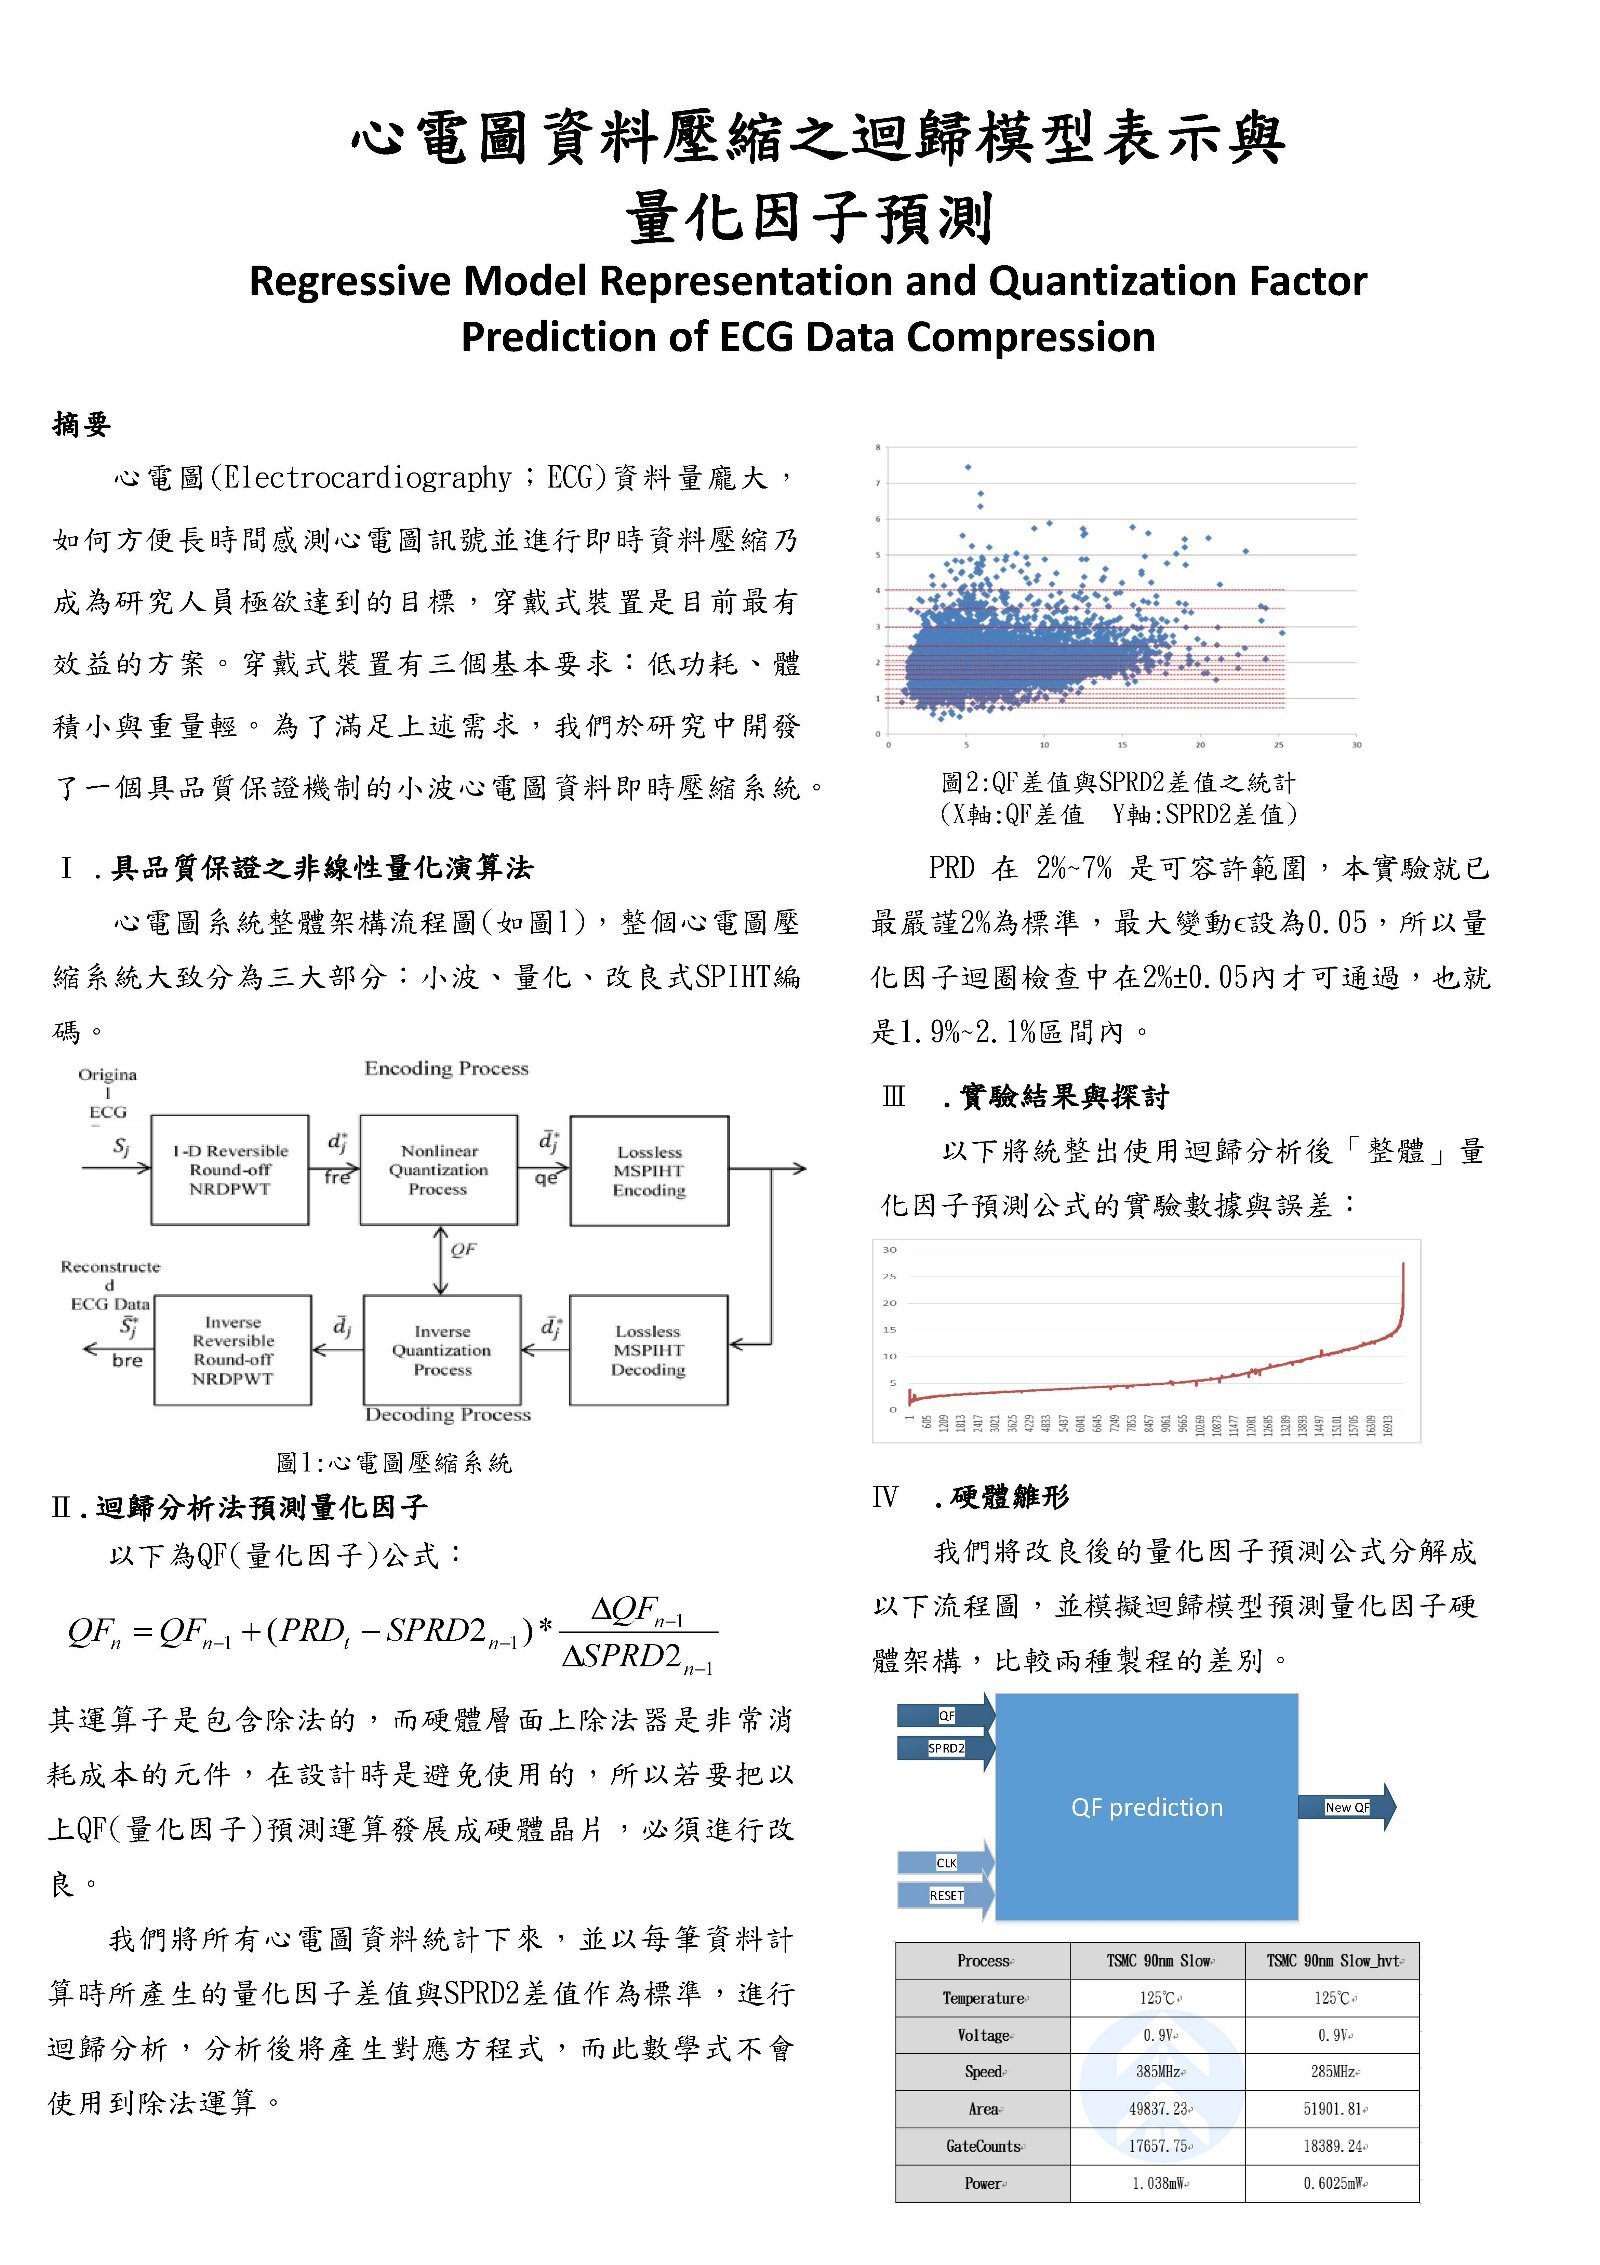 心電圖資料壓縮之迴歸模型表示與
量化因子預測
Regressive Model Representation and Quantization Factor
Prediction of ECG Data Compression
摘要
心電圖(Electrocardiography；ECG)資料量龐大，
如何方便長時間感測心電圖訊號並進行即時資料壓縮乃
成為研究人員極欲達到的目標，穿戴式裝置是目前最有
效益的方案。穿戴式裝置有三個基本要求：低功耗、體
積小與重量輕。為了滿足上述需求，我們於研究中開發
了一個具品質保證機制的小波心電圖資料即時壓縮系統。
Ⅰ.具品質保證之非線性量化演算法
心電圖系統整體架構流程圖(如圖1)，整個心電圖壓
縮系統大致分為三大部分：小波、量化、改良式SPIHT編
碼。
Encoding Process
Origina
l
ECG
S_j
1-D Reversible
Round-off
NRDPWT
d_j^*
fre
Nonlinear
Quantization
Process
d̄_j^*
qe
Lossless
MSPIHT
Encoding
QF
Reconstructe
d
ECG Data
S̄_j^*
bre
Inverse
Reversible
Round-off
NRDPWT
d̄_j
Inverse
Quantization
Process
d̄_j^*
Lossless
MSPIHT
Decoding
Decoding Process
圖1:心電圖壓縮系統
Ⅱ.迴歸分析法預測量化因子
以下為QF(量化因子)公式：
QF_n = QF_{n-1} + (PRD_t − SPRD2_{n-1}) * ΔQF_{n-1} / ΔSPRD2_{n-1}
其運算子是包含除法的，而硬體層面上除法器是非常消
耗成本的元件，在設計時是避免使用的，所以若要把以
上QF(量化因子)預測運算發展成硬體晶片，必須進行改
良。
我們將所有心電圖資料統計下來，並以每筆資料計
算時所產生的量化因子差值與SPRD2差值作為標準，進行
迴歸分析，分析後將產生對應方程式，而此數學式不會
使用到除法運算。
8
7
6
5
4
3
2
1
0
0 5 10 15 20 25 30
圖2:QF差值與SPRD2差值之統計
(X軸:QF差值 Y軸:SPRD2差值)
PRD 在 2%~7% 是可容許範圍，本實驗就已
最嚴謹2%為標準，最大變動ϵ設為0.05，所以量
化因子迴圈檢查中在2%±0.05內才可通過，也就
是1.9%~2.1%區間內。
Ⅲ .實驗結果與探討
以下將統整出使用迴歸分析後「整體」量
化因子預測公式的實驗數據與誤差：
30
25
20
15
10
5
0
1 605 1209 1813 2417 3021 3625 4229 4833 5437 6041 6645 7249 7853 8457 9061 9665 10269 10873 11477 12081 12685 13289 13893 14497 15101 15705 16309 16913
Ⅳ .硬體雛形
我們將改良後的量化因子預測公式分解成
以下流程圖，並模擬迴歸模型預測量化因子硬
體架構，比較兩種製程的差別。
QF
SPRD2
QF prediction
New QF
CLK
RESET
Process TSMC 90nm Slow TSMC 90nm Slow_hvt
Temperature 125℃ 125℃
Voltage 0.9V 0.9V
Speed 385MHz 285MHz
Area 49837.23 51901.81
GateCounts 17657.75 18389.24
Power 1.038mW 0.6025mW